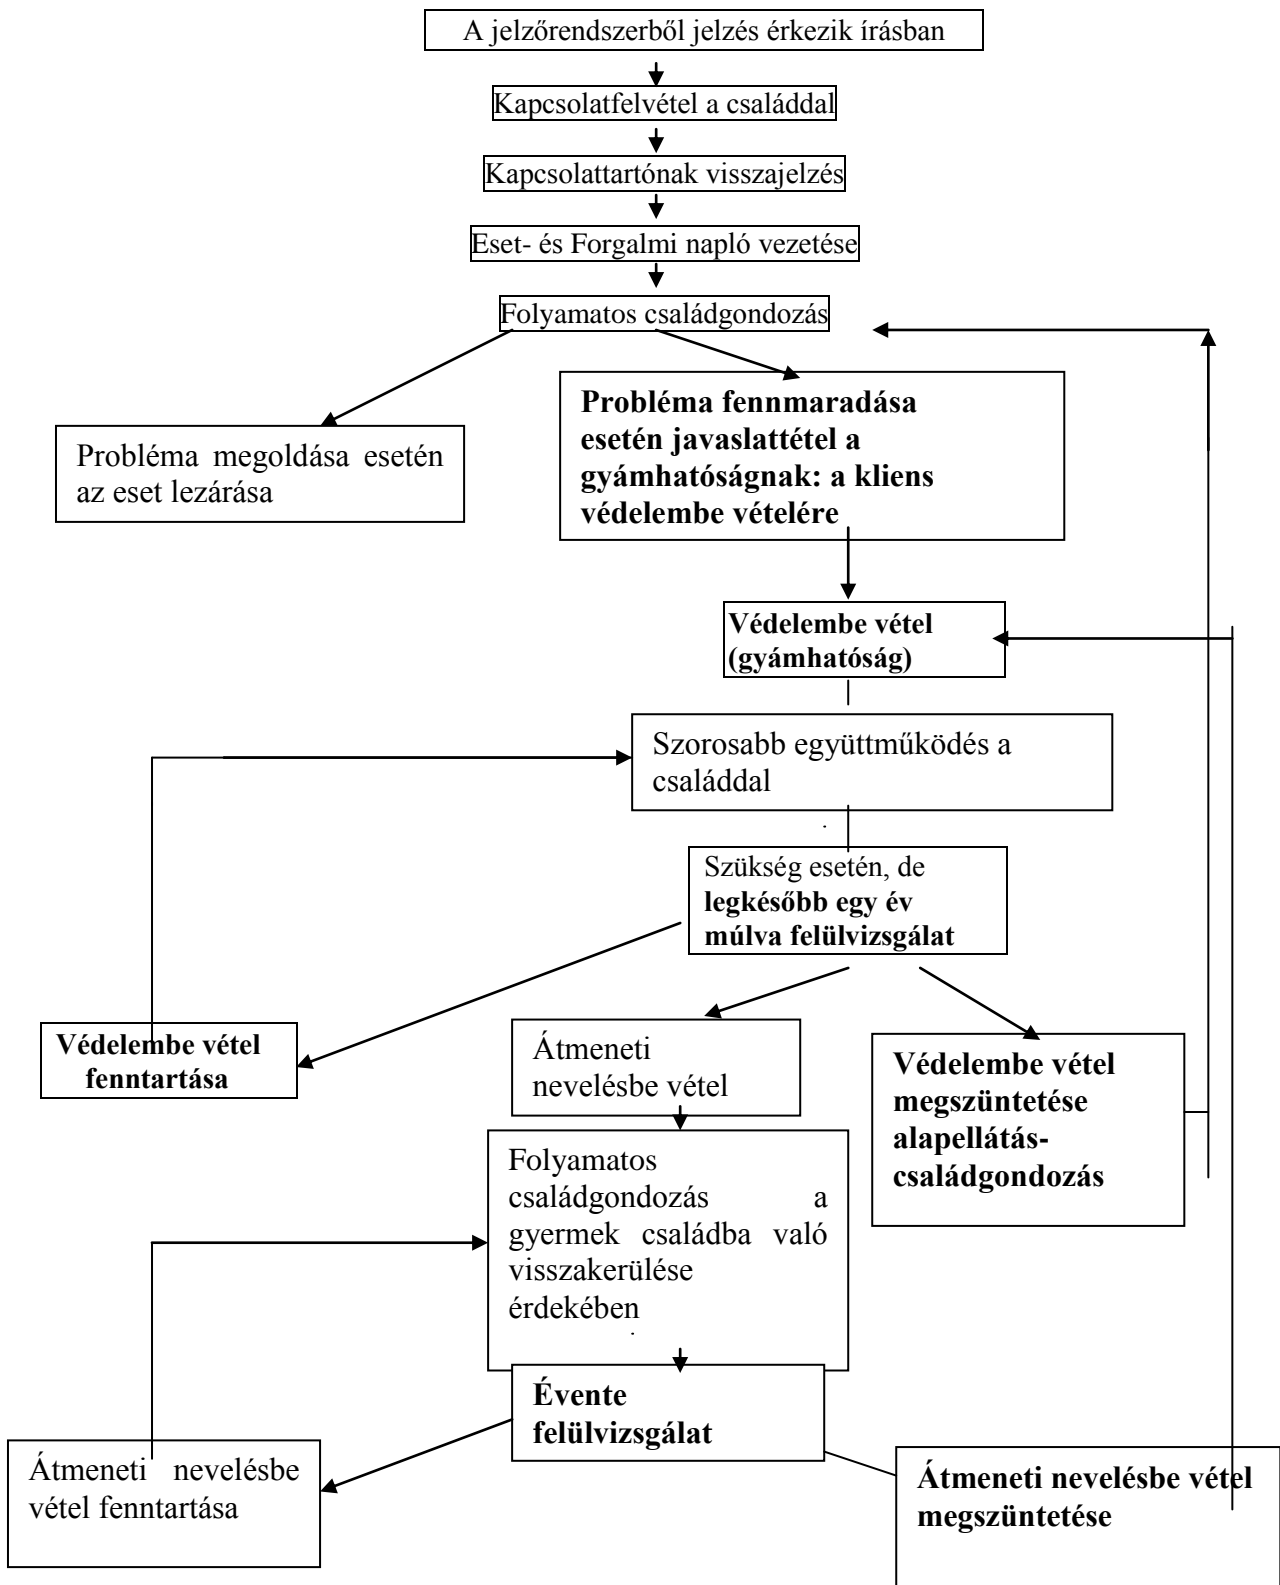 A jelzőrendszerből jelzés érkezik írásban
Kapcsolatfelvétel a családdal
Kapcsolattartónak visszajelzés
Eset- és Forgalmi napló vezetése
Folyamatos családgondozás
Probléma megoldása esetén
az eset lezárása
Probléma fennmaradása
esetén javaslattétel a
gyámhatóságnak: a kliens
védelembe vételére
Védelembe vétel
(gyámhatóság)
Szorosabb együttműködés a
családdal
Szükség esetén, de
legkésőbb egy év
múlva felülvizsgálat
Védelembe vétel
fenntartása
Átmeneti
nevelésbe vétel
Védelembe vétel
megszüntetése
alapellátás-
családgondozás
Folyamatos
családgondozás a
gyermek családba való
visszakerülése
érdekében
Évente
felülvizsgálat
Átmeneti nevelésbe
vétel fenntartása
Átmeneti nevelésbe vétel
megszüntetése